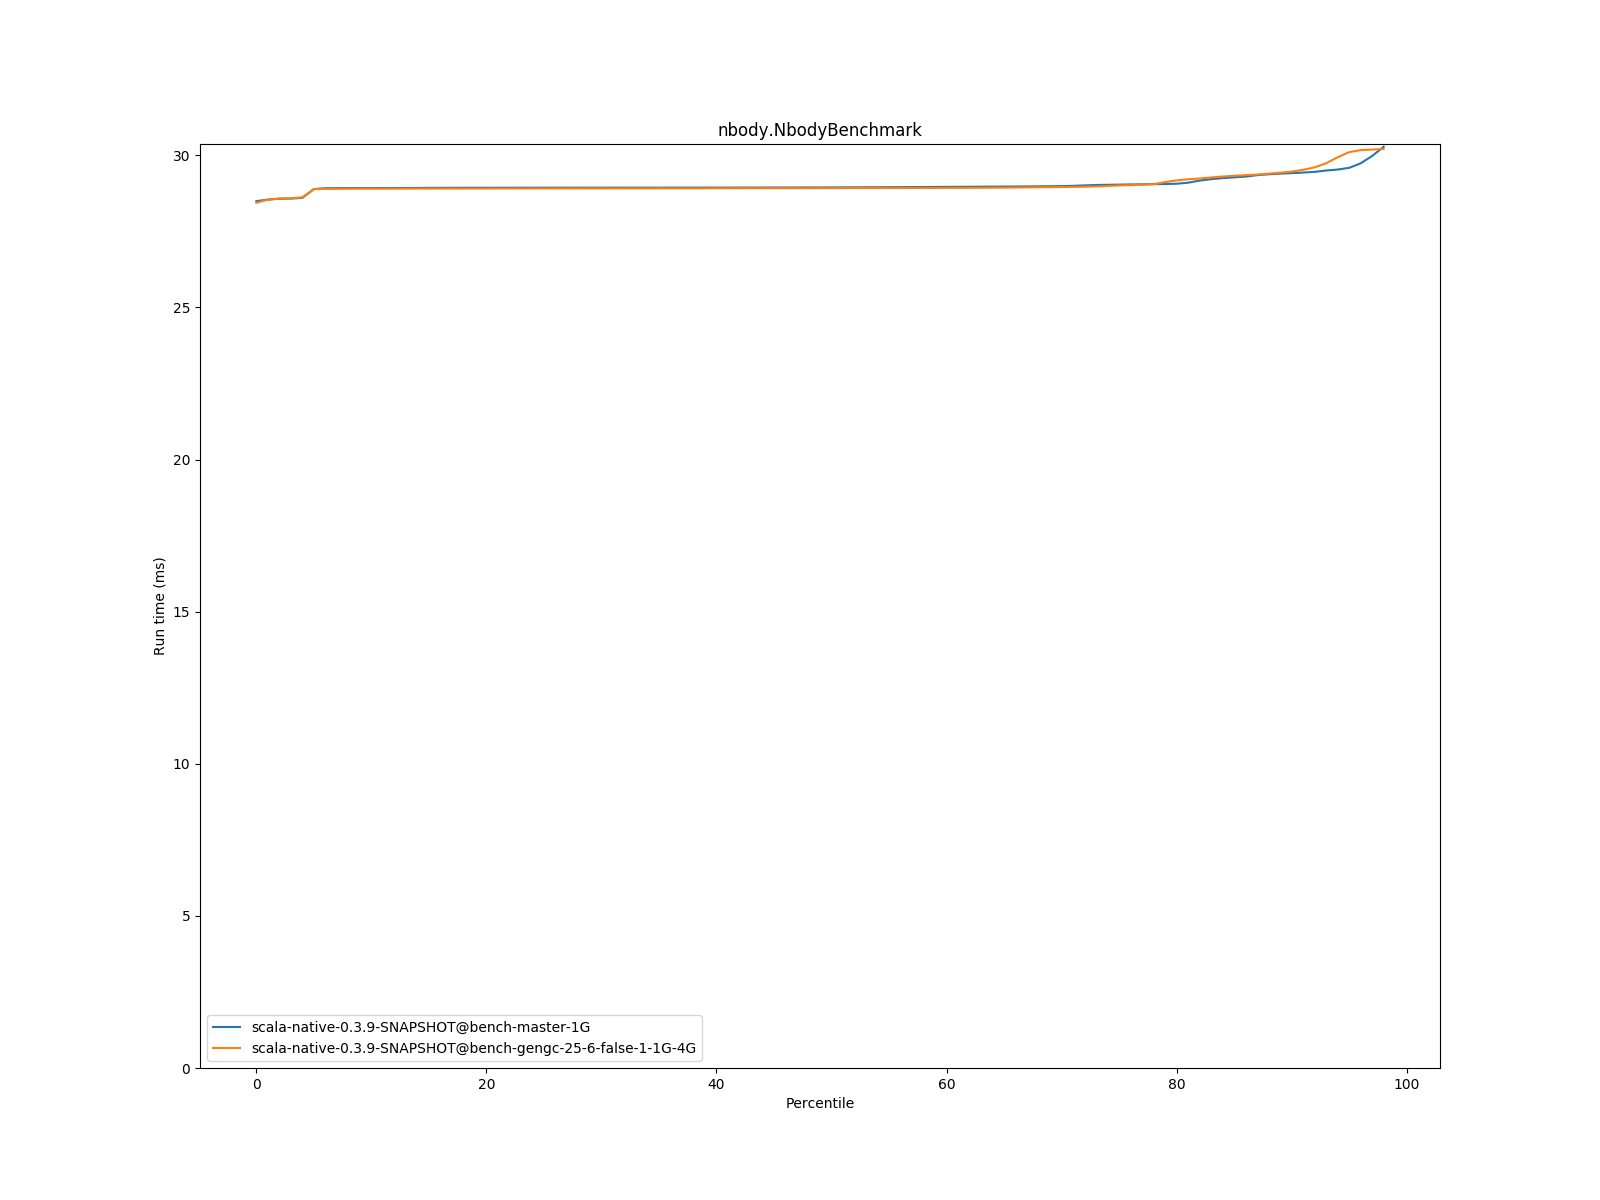 nbody.NbodyBenchmark
30
25
20
15
10
5
0
Run time (ms)
scala-native-0.3.9-SNAPSHOT@bench-master-1G
scala-native-0.3.9-SNAPSHOT@bench-gengc-25-6-false-1-1G-4G
0 20 40 60 80 100
Percentile